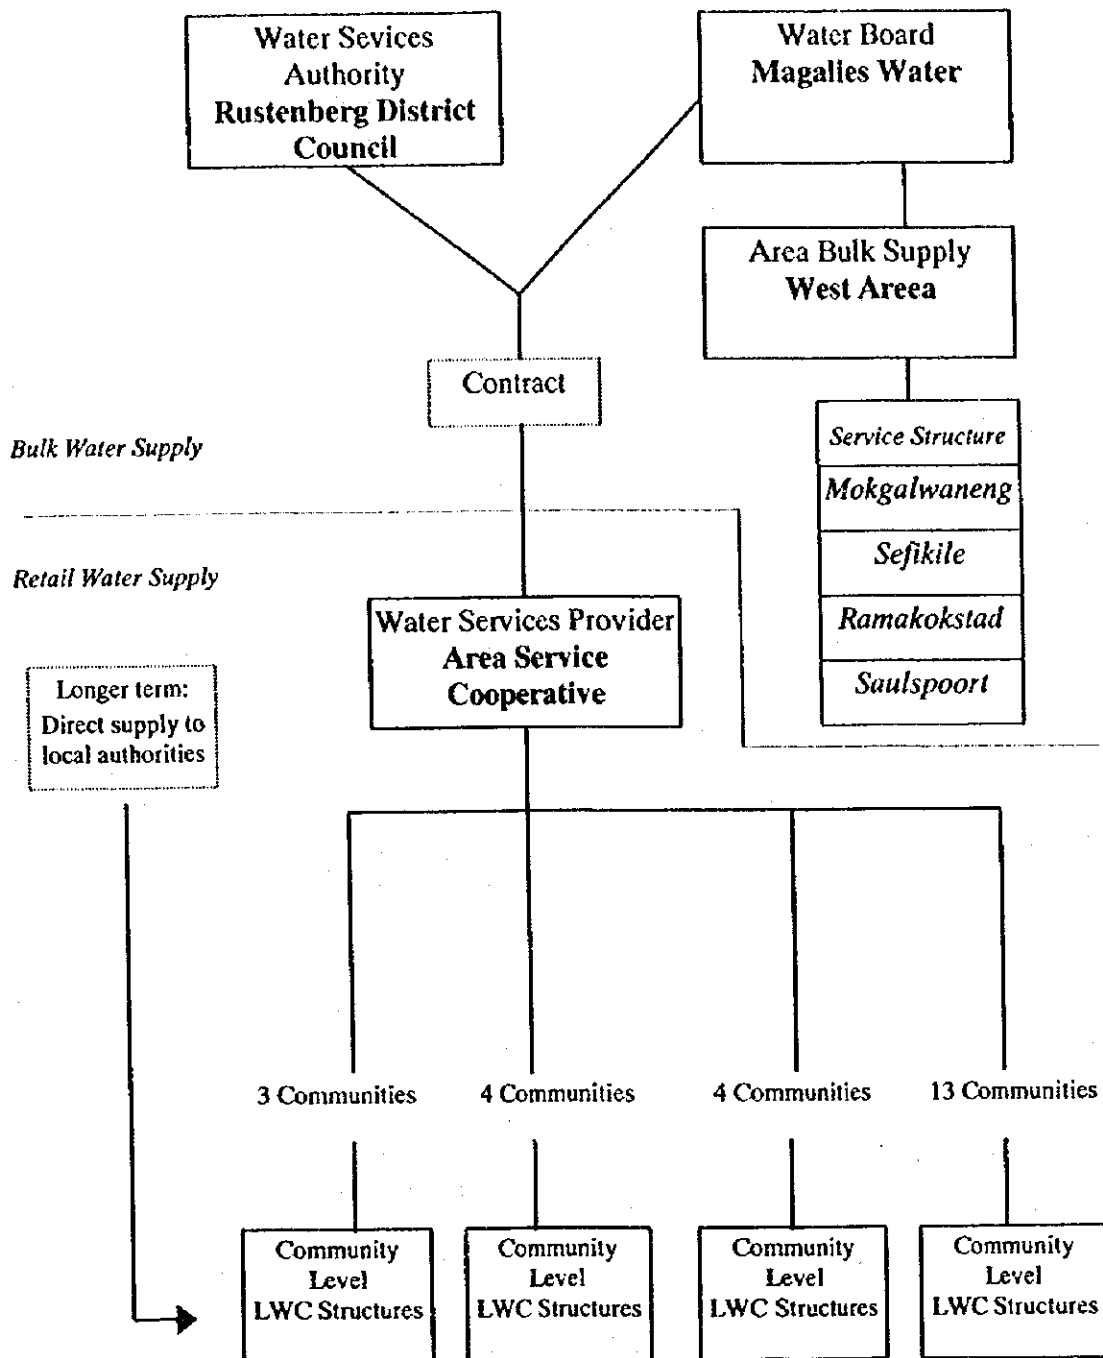 Water Sevices
Authority
Rustenberg District
Council
Water Board
Magalies Water
Area Bulk Supply
West Areea
Contract
Service Structure
Mokgalwaneng
Sefikile
Ramakokstad
Saulspoort
Bulk Water Supply
Retail Water Supply
Water Services Provider
Area Service
Cooperative
Longer term:
Direct supply to
local authorities
3 Communities
4 Communities
4 Communities
13 Communities
Community
Level
LWC Structures
Community
Level
LWC Structures
Community
Level
LWC Structures
Community
Level
LWC Structures